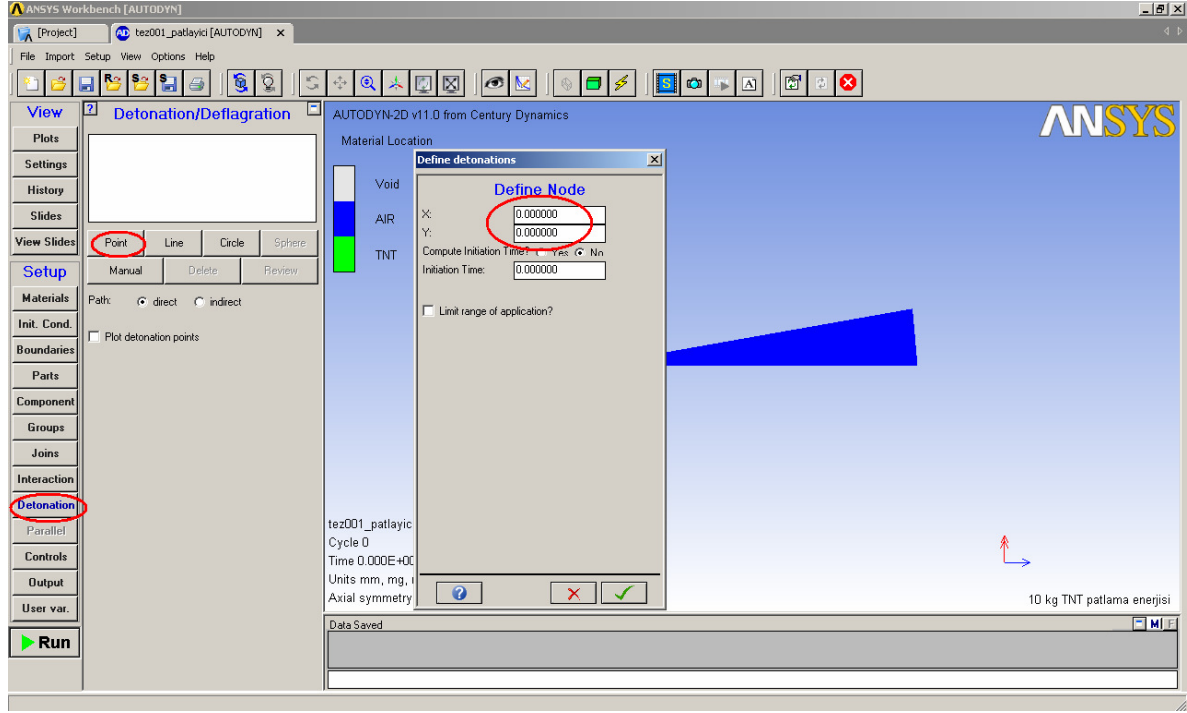 ANSYS Workbench [AUTODYN]
[Project] AD tez001_patlayici [AUTODYN]
File Import Setup View Options Help
View
Plots
Settings
History
Slides
View Slides
Setup
Materials
Init. Cond.
Boundaries
Parts
Component
Groups
Joins
Interaction
Detonation
Parallel
Controls
Output
User var.
Run
Detonation/Deflagration
Point Line Circle Sphere
Manual Delete Review
Path: direct indirect
Plot detonation points
AUTODYN-2D v11.0 from Century Dynamics
ANSYS
Material Location
Void
AIR
TNT
Define detonations
Define Node
X: 0.000000
Y: 0.000000
Compute Initiation Time? Yes No
Initiation Time: 0.000000
Limit range of application?
tez001_patlayic
Cycle 0
Time 0.000E+00
Units mm, mg,
Axial symmetry
10 kg TNT patlama enerjisi
Data Saved
M F